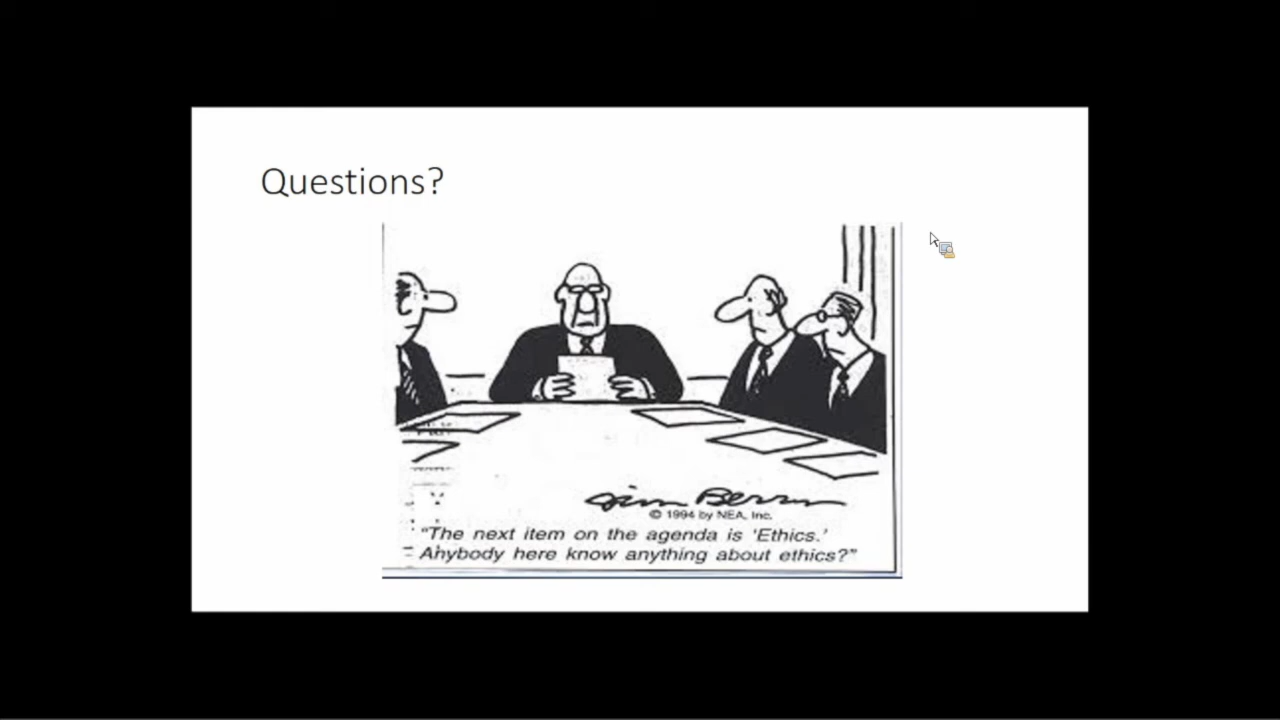 Questions?
Jim Berry
© 1994 by NEA, Inc.
"The next item on the agenda is 'Ethics.'
Anybody here know anything about ethics?"